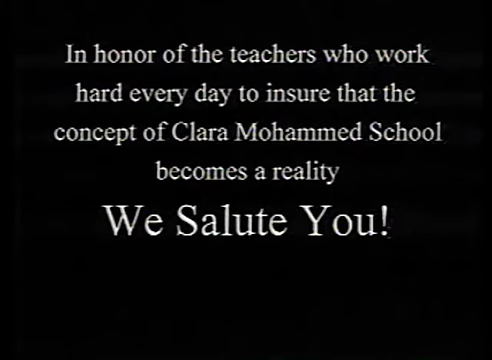 In honor of the teachers who work
hard every day to insure that the
concept of Clara Mohammed School
becomes a reality
We Salute You!